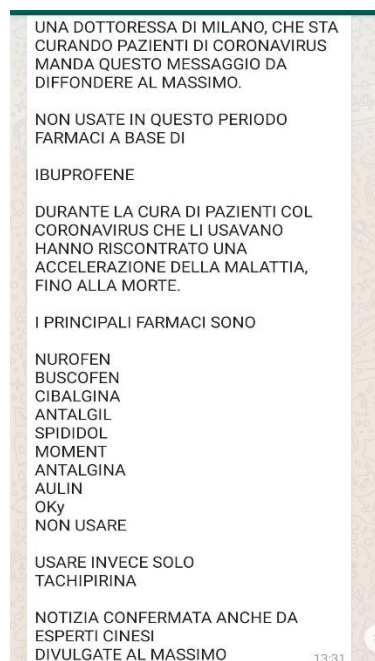 UNA DOTTORESSA DI MILANO, CHE STA
CURANDO PAZIENTI DI CORONAVIRUS
MANDA QUESTO MESSAGGIO DA
DIFFONDERE AL MASSIMO.
NON USATE IN QUESTO PERIODO
FARMACI A BASE DI
IBUPROFENE
DURANTE LA CURA DI PAZIENTI COL
CORONAVIRUS CHE LI USAVANO
HANNO RISCONTRATO UNA
ACCELERAZIONE DELLA MALATTIA,
FINO ALLA MORTE.
I PRINCIPALI FARMACI SONO
NUROFEN
BUSCOFEN
CIBALGINA
ANTALGIL
SPIDIDOL
MOMENT
ANTALGINA
AULIN
OKy
NON USARE
USARE INVECE SOLO
TACHIPIRINA
NOTIZIA CONFERMATA ANCHE DA
ESPERTI CINESI
DIVULGATE AL MASSIMO
13:31